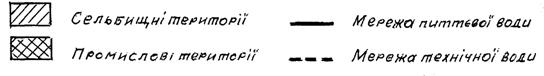 Сельбищні території
Промислові території
Мережа питтєвої води
Мережа технічної води